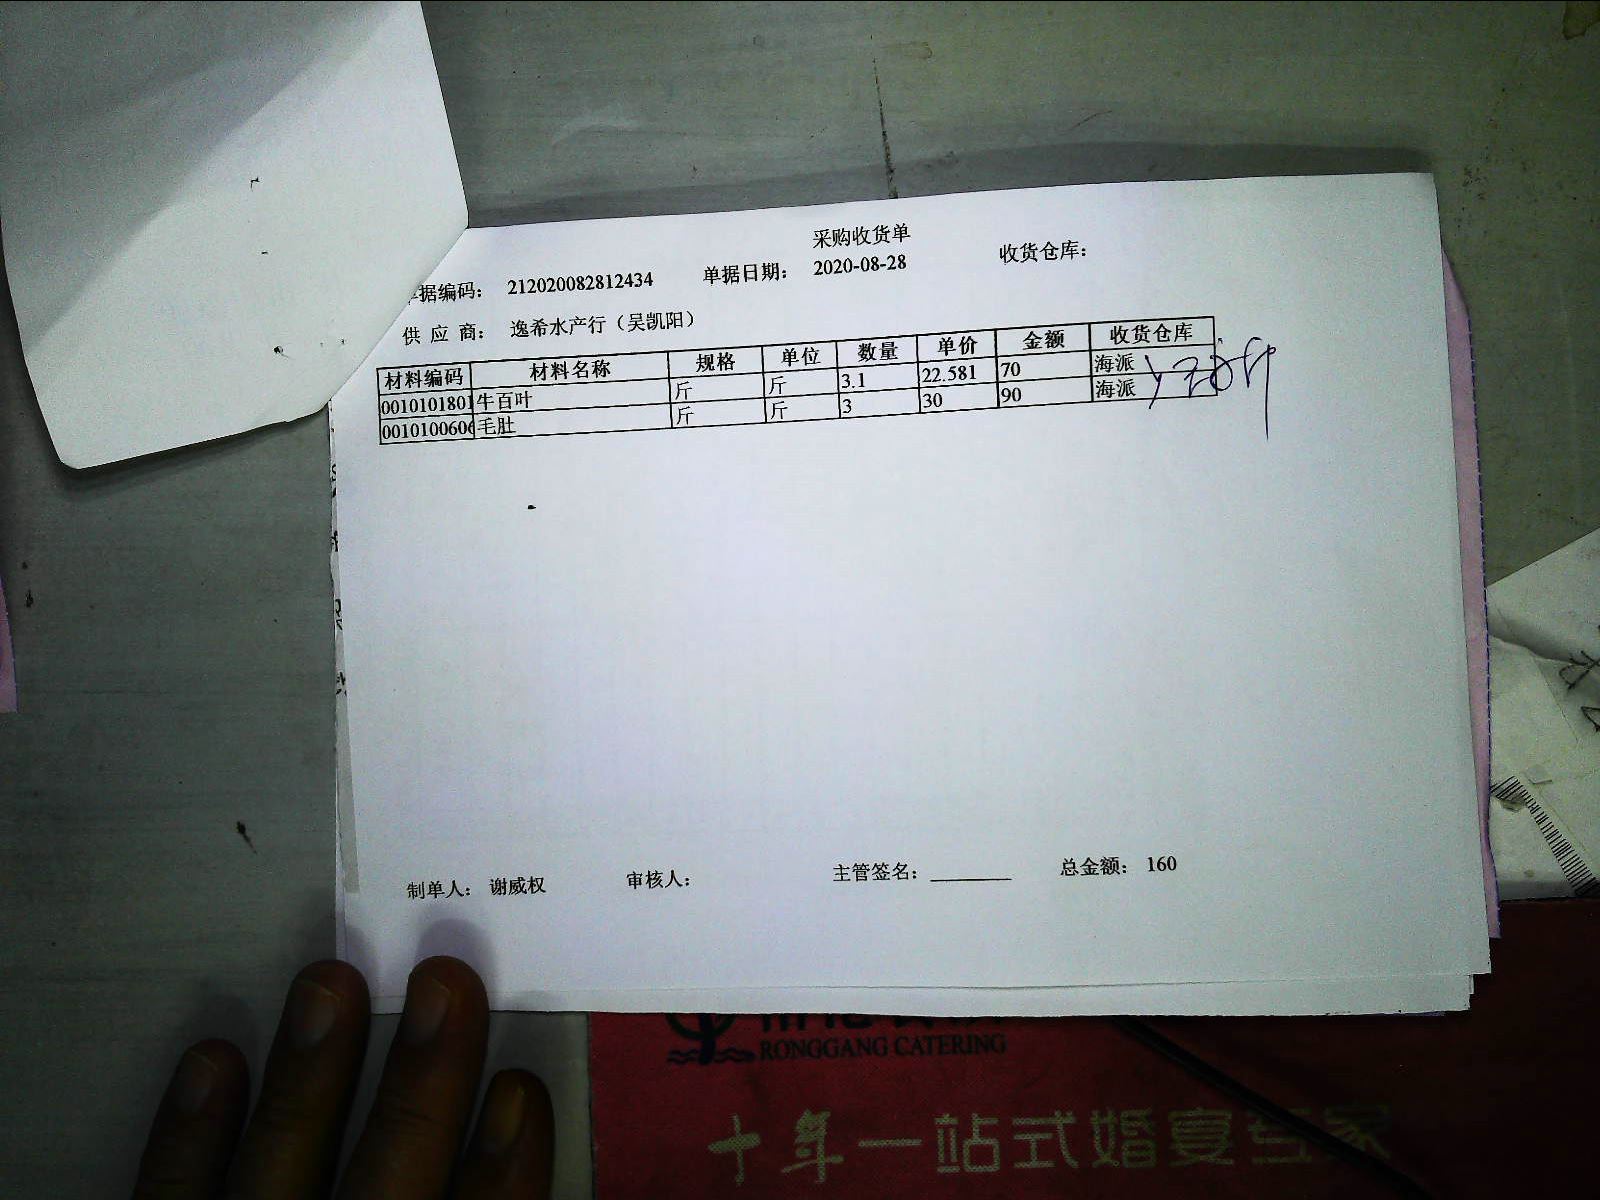 采购收货单
单据编码： 212020082812434 单据日期： 2020-08-28 收货仓库：
供 应 商： 逸希水产行（吴凯阳）
材料编码 材料名称 规格 单位 数量 单价 金额 收货仓库
0010101801 牛百叶 斤 斤 3.1 22.581 70 海派
0010100606 毛肚 斤 斤 3 30 90 海派
制单人： 谢威权 审核人： 主管签名： 总金额： 160
RONGGANG CATERING
十年一站式婚宴专家